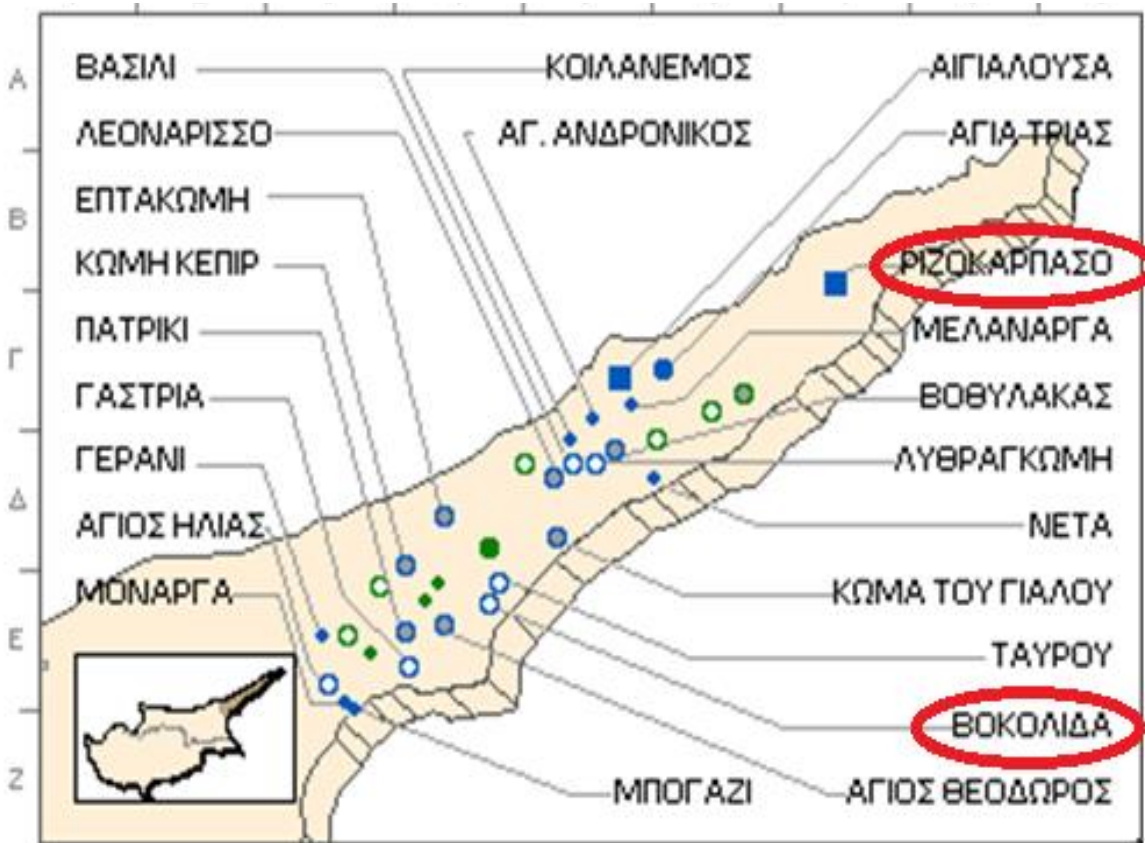 Α
ΒΑΣΙΛΙ
ΚΟΙΛΑΝΕΜΟΣ
ΑΙΓΙΑΛΟΥΣΑ
ΛΕΟΝΑΡΙΣΣΟ
ΑΓ. ΑΝΔΡΟΝΙΚΟΣ
ΑΓΙΑ ΤΡΙΑΣ
ΕΠΤΑΚΩΜΗ
Β
ΚΩΜΗ ΚΕΠΙΡ
ΡΙΖΟΚΑΡΠΑΣΟ
ΠΑΤΡΙΚΙ
ΜΕΛΑΝΑΡΓΑ
Γ
ΓΑΣΤΡΙΑ
ΒΟΘΥΛΑΚΑΣ
ΓΕΡΑΝΙ
ΛΥΘΡΑΓΚΩΜΗ
Δ
ΑΓΙΟΣ ΗΛΙΑΣ
ΝΕΤΑ
ΜΟΝΑΡΓΑ
ΚΩΜΑ ΤΟΥ ΓΙΑΛΟΥ
Ε
ΤΑΥΡΟΥ
ΒΟΚΟΛΙΔΑ
Ζ
ΜΠΟΓΑΖΙ
ΑΓΙΟΣ ΘΕΟΔΩΡΟΣ